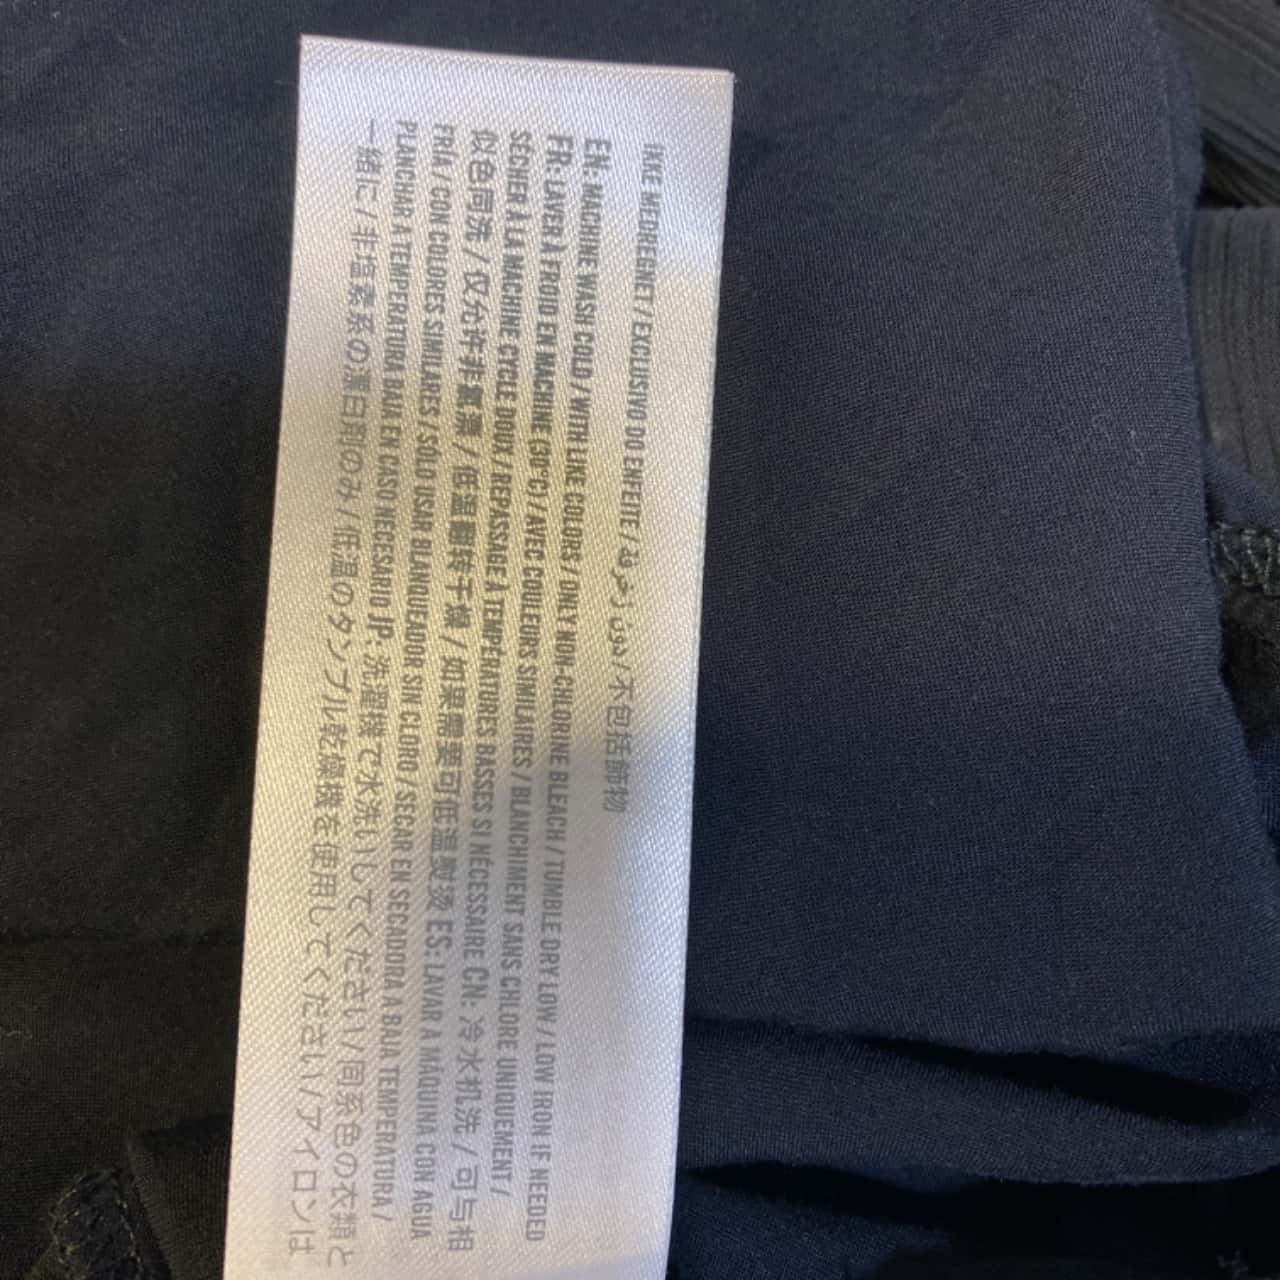 IKKE MEDREGNET / EXCLUSIVO DO ENFEITE / دون زخرفة / 不包括飾物
EN: MACHINE WASH COLD / WITH LIKE COLORS / ONLY NON-CHLORINE BLEACH / TUMBLE DRY LOW / LOW IRON IF NEEDED
FR: LAVER À FROID EN MACHINE (30°C) / AVEC COULEURS SIMILAIRES / BLANCHIMENT SANS CHLORE UNIQUEMENT /
SÉCHER À LA MACHINE CYCLE DOUX / REPASSAGE À TEMPERATURES BASSES SI NÉCESSAIRE CN: 冷水机洗 / 可与相
似色同洗 / 仅允许非氯漂 / 低温翻转干燥 / 如果需要可低温熨烫 ES: LAVAR A MÁQUINA CON AGUA
FRÍA / CON COLORES SIMILARES / SÓLO USAR BLANQUEADOR SIN CLORO / SECAR EN SECADORA A BAJA TEMPERATURA /
PLANCHAR A TEMPERATURA BAJA EN CASO NECESARIO JP: 洗濯機で水洗いしてください/同系色の衣類と
一緒に / 非塩素系の漂白剤のみ / 低温のタンブル乾燥機を使用してください / アイロンは